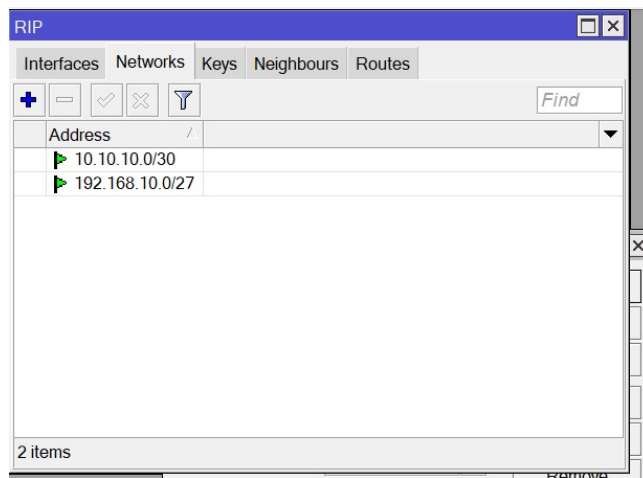 RIP
Interfaces Networks Keys Neighbours Routes
Find
Address
10.10.10.0/30
192.168.10.0/27
2 items
Remove